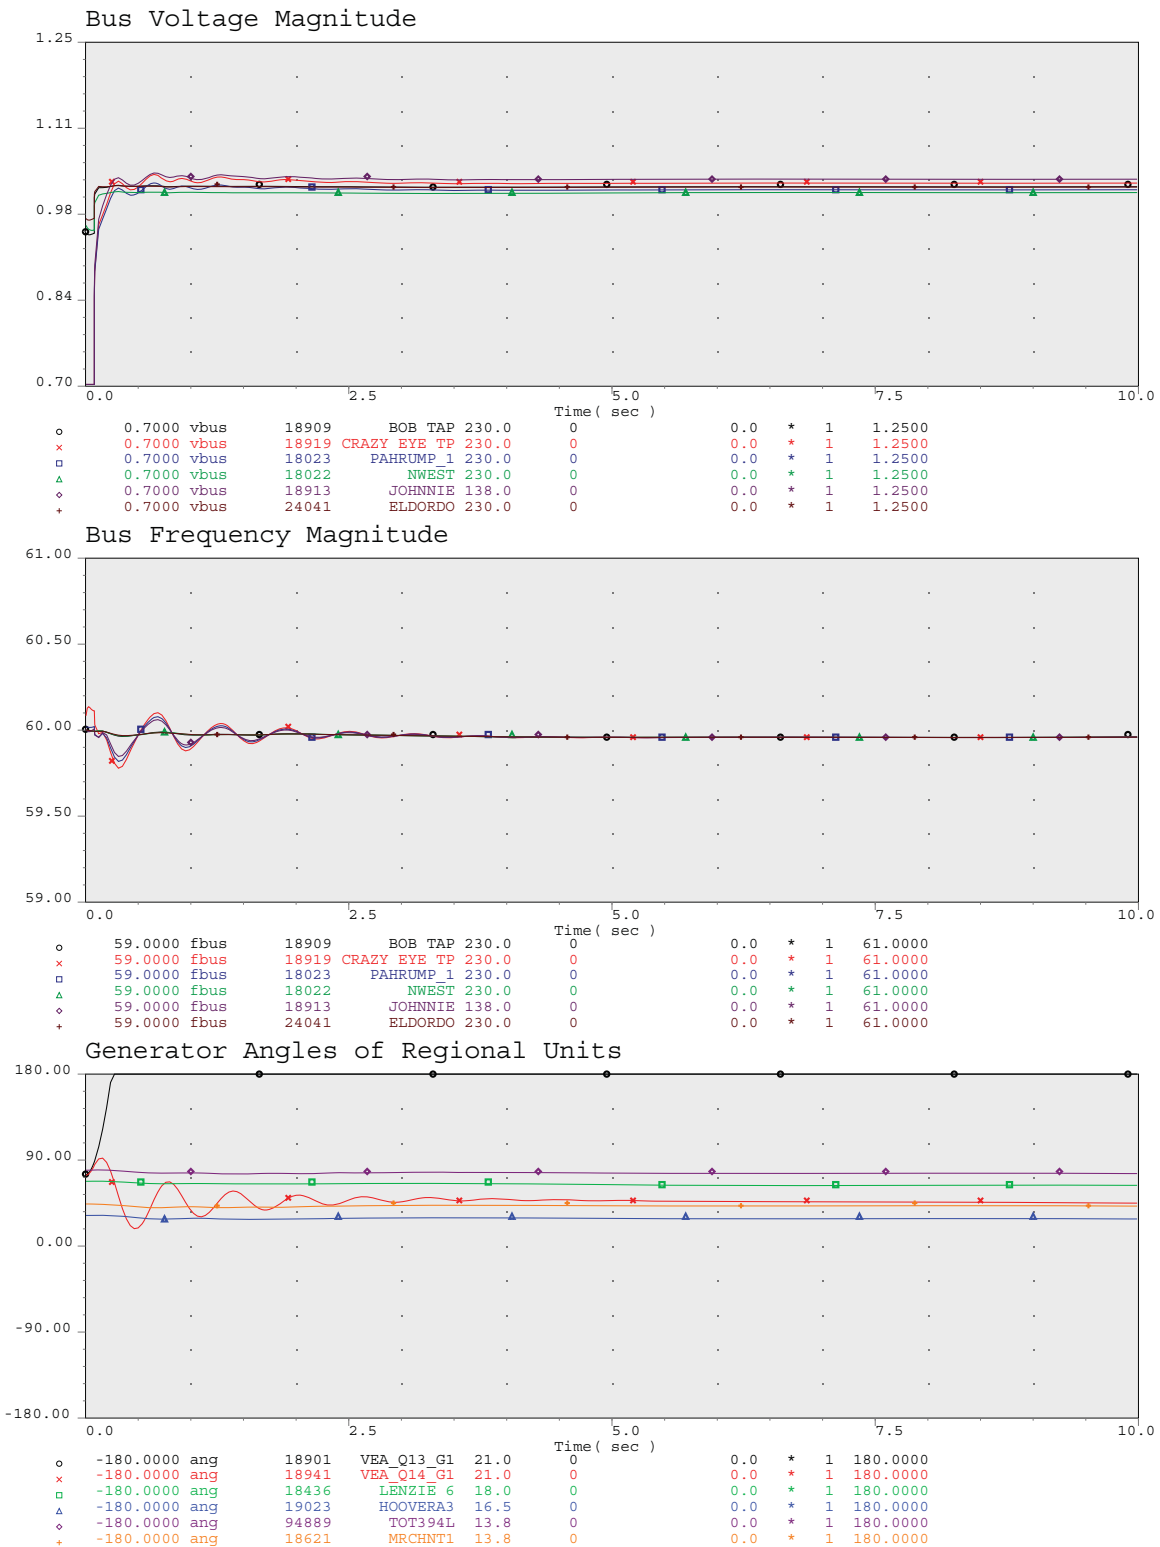 Bus Voltage Magnitude
1.25
1.11
0.98
0.84
0.70
0.0 2.5 5.0 7.5 10.0
Time( sec )
0.7000 vbus 18909 BOB TAP 230.0 0 0.0 * 1 1.2500
0.7000 vbus 18919 CRAZY EYE TP 230.0 0 0.0 * 1 1.2500
0.7000 vbus 18023 PAHRUMP_1 230.0 0 0.0 * 1 1.2500
0.7000 vbus 18022 NWEST 230.0 0 0.0 * 1 1.2500
0.7000 vbus 18913 JOHNNIE 138.0 0 0.0 * 1 1.2500
0.7000 vbus 24041 ELDORDO 230.0 0 0.0 * 1 1.2500
Bus Frequency Magnitude
61.00
60.50
60.00
59.50
59.00
0.0 2.5 5.0 7.5 10.0
Time( sec )
59.0000 fbus 18909 BOB TAP 230.0 0 0.0 * 1 61.0000
59.0000 fbus 18919 CRAZY EYE TP 230.0 0 0.0 * 1 61.0000
59.0000 fbus 18023 PAHRUMP_1 230.0 0 0.0 * 1 61.0000
59.0000 fbus 18022 NWEST 230.0 0 0.0 * 1 61.0000
59.0000 fbus 18913 JOHNNIE 138.0 0 0.0 * 1 61.0000
59.0000 fbus 24041 ELDORDO 230.0 0 0.0 * 1 61.0000
Generator Angles of Regional Units
180.00
90.00
0.00
-90.00
-180.00
0.0 2.5 5.0 7.5 10.0
Time( sec )
-180.0000 ang 18901 VEA_Q13_G1 21.0 0 0.0 * 1 180.0000
-180.0000 ang 18941 VEA_Q14_G1 21.0 0 0.0 * 1 180.0000
-180.0000 ang 18436 LENZIE 6 18.0 0 0.0 * 1 180.0000
-180.0000 ang 19023 HOOVERA3 16.5 0 0.0 * 1 180.0000
-180.0000 ang 94889 TOT394L 13.8 0 0.0 * 1 180.0000
-180.0000 ang 18621 MRCHNT1 13.8 0 0.0 * 1 180.0000